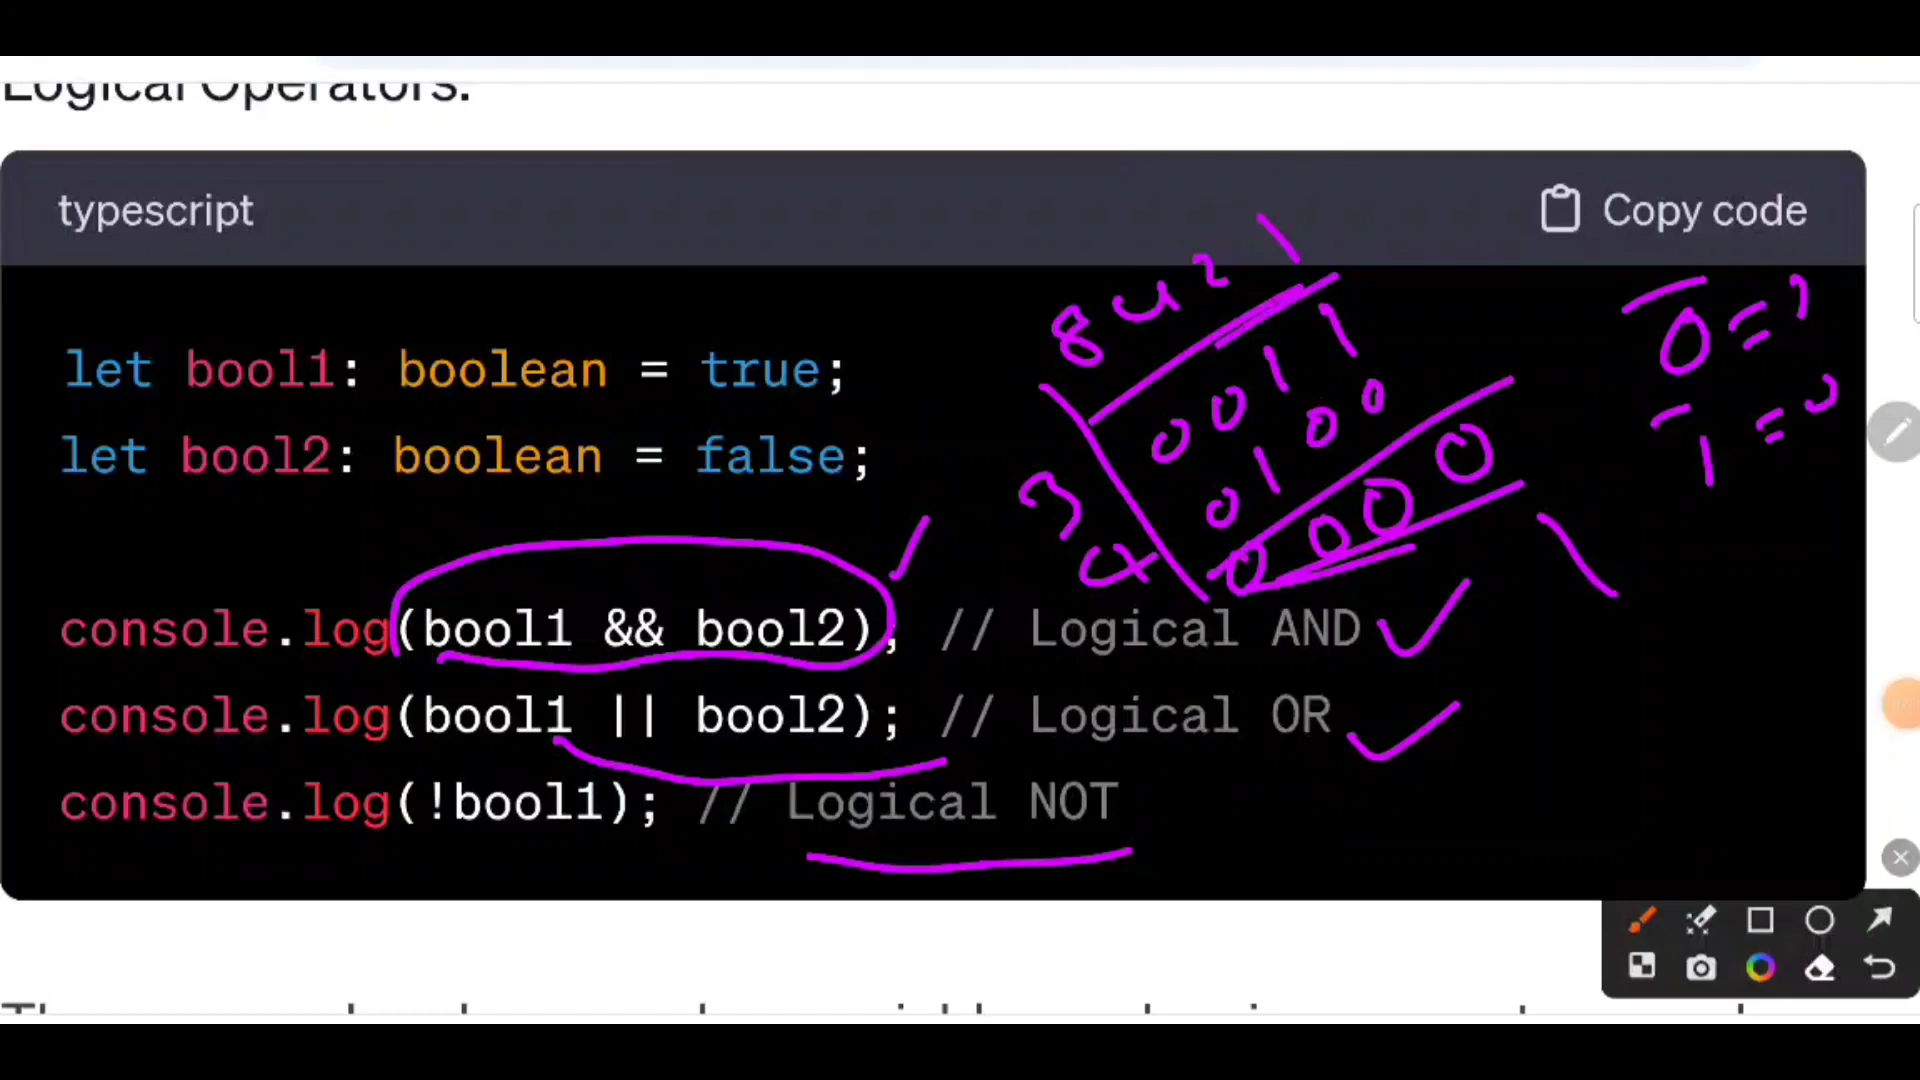 Logical Operators:
typescript
Copy code
8 4 2 1
let bool1: boolean = true;
0 0 1 1
0̅ = 1
let bool2: boolean = false;
0 1 0 0
1̅ = 0
3
4
0 0 0 0
console.log(bool1 && bool2); // Logical AND
console.log(bool1 || bool2); // Logical OR
console.log(!bool1); // Logical NOT